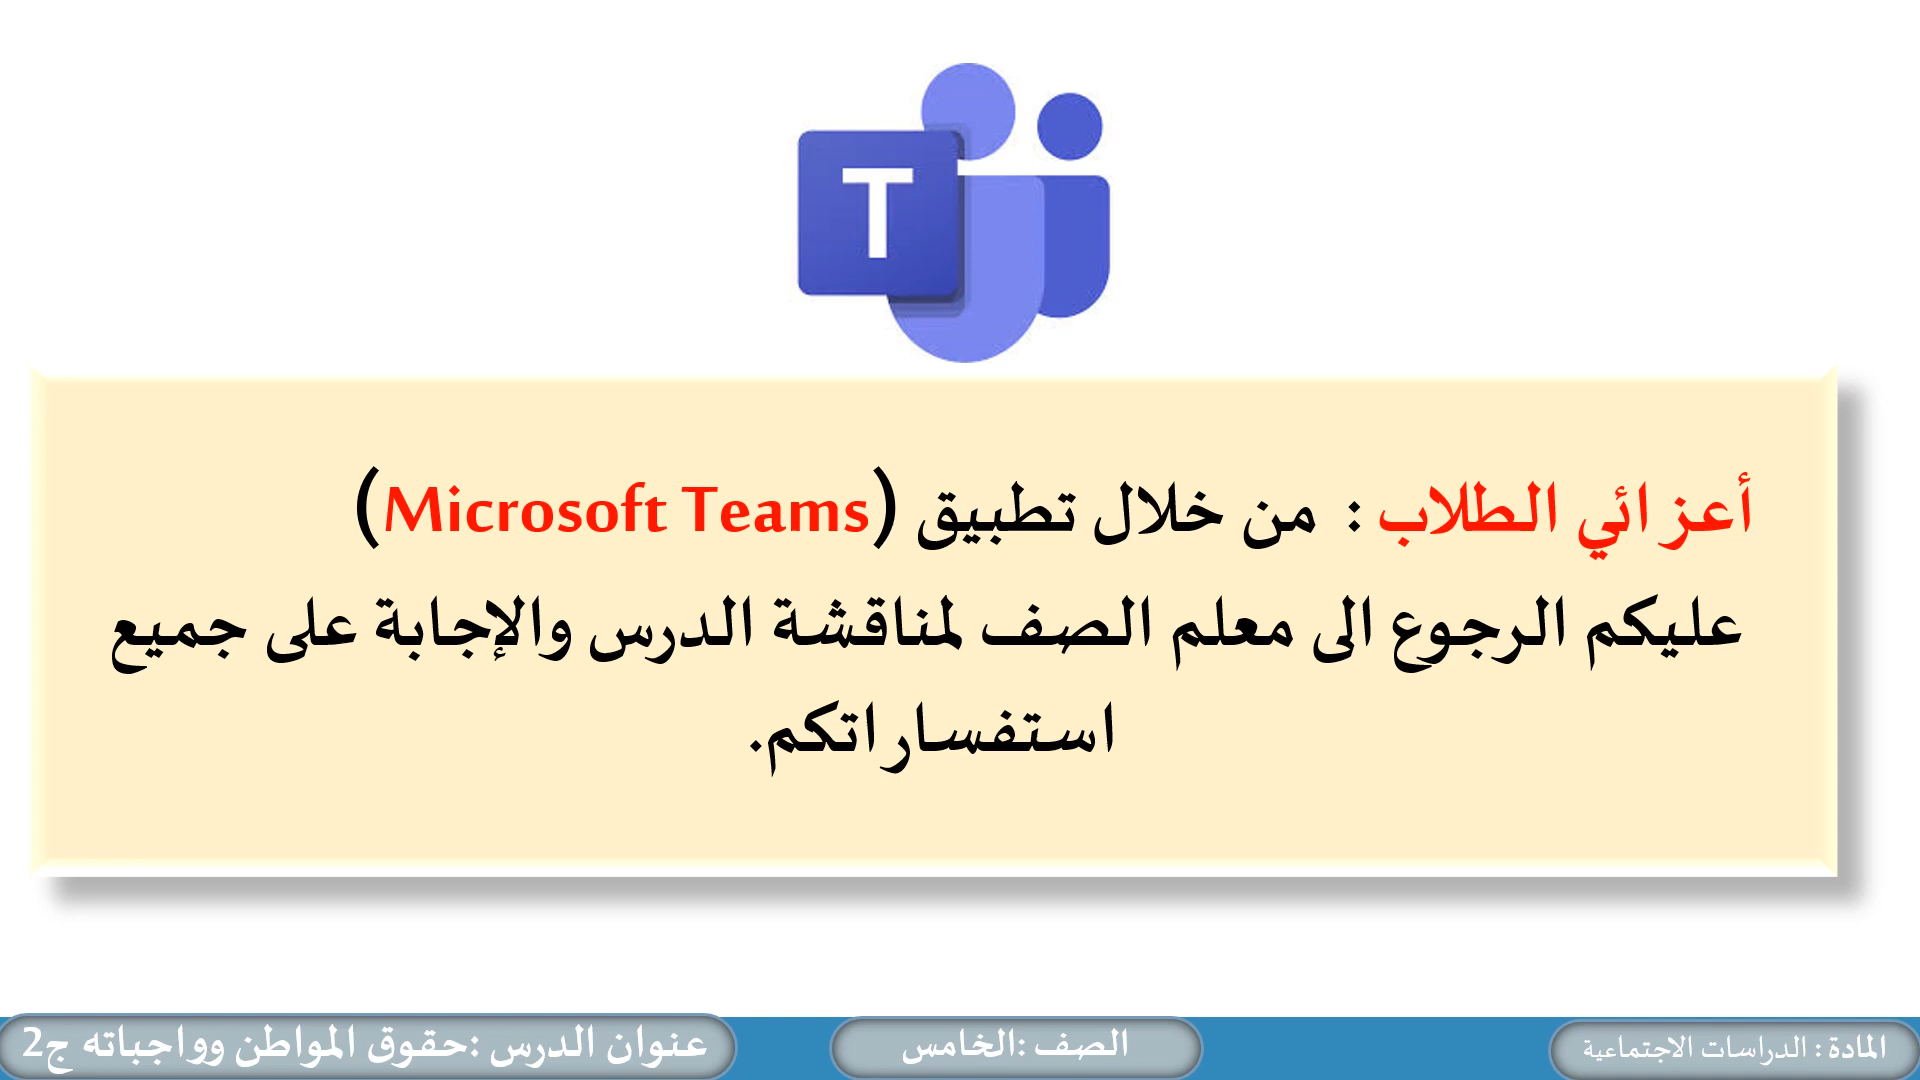 T
أعزائي الطلاب : من خلال تطبيق (Microsoft Teams)
عليكم الرجوع الى معلم الصف لمناقشة الدرس والإجابة على جميع
استفساراتكم.
المادة : الدراسات الاجتماعية
الصف :الخامس
عنوان الدرس :حقوق المواطن وواجباته ج2